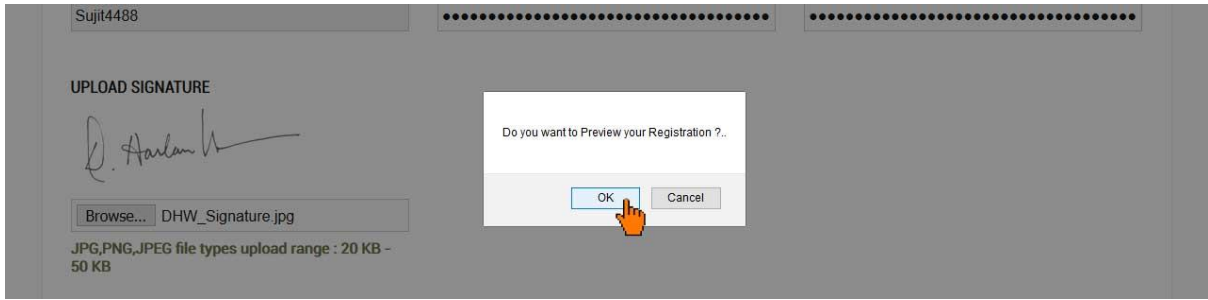 Sujit4488
UPLOAD SIGNATURE
Do you want to Preview your Registration ?..
OK
Cancel
Browse...
DHW_Signature.jpg
JPG,PNG,JPEG file types upload range : 20 KB -
50 KB